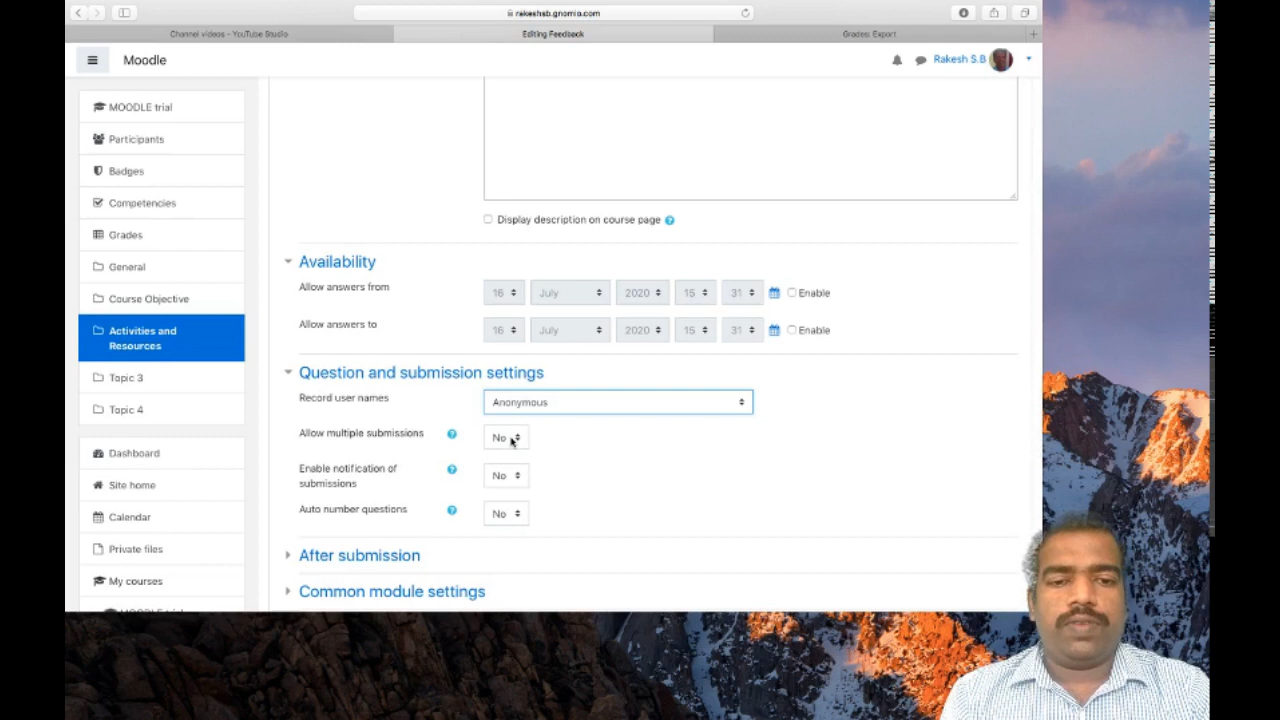 rakeshsb.gnomio.com
Channel videos - YouTube Studio
Editing Feedback
Grades: Export
Moodle
Rakesh S.B
MOODLE trial
Participants
Badges
Competencies
Grades
General
Course Objective
Activities and
Resources
Topic 3
Topic 4
Dashboard
Site home
Calendar
Private files
My courses
MOODLE trial
Display description on course page
Availability
Allow answers from
16 July 2020 15 31 Enable
Allow answers to
16 July 2020 15 31 Enable
Question and submission settings
Record user names
Anonymous
Allow multiple submissions
No
Enable notification of
submissions
No
Auto number questions
No
After submission
Common module settings